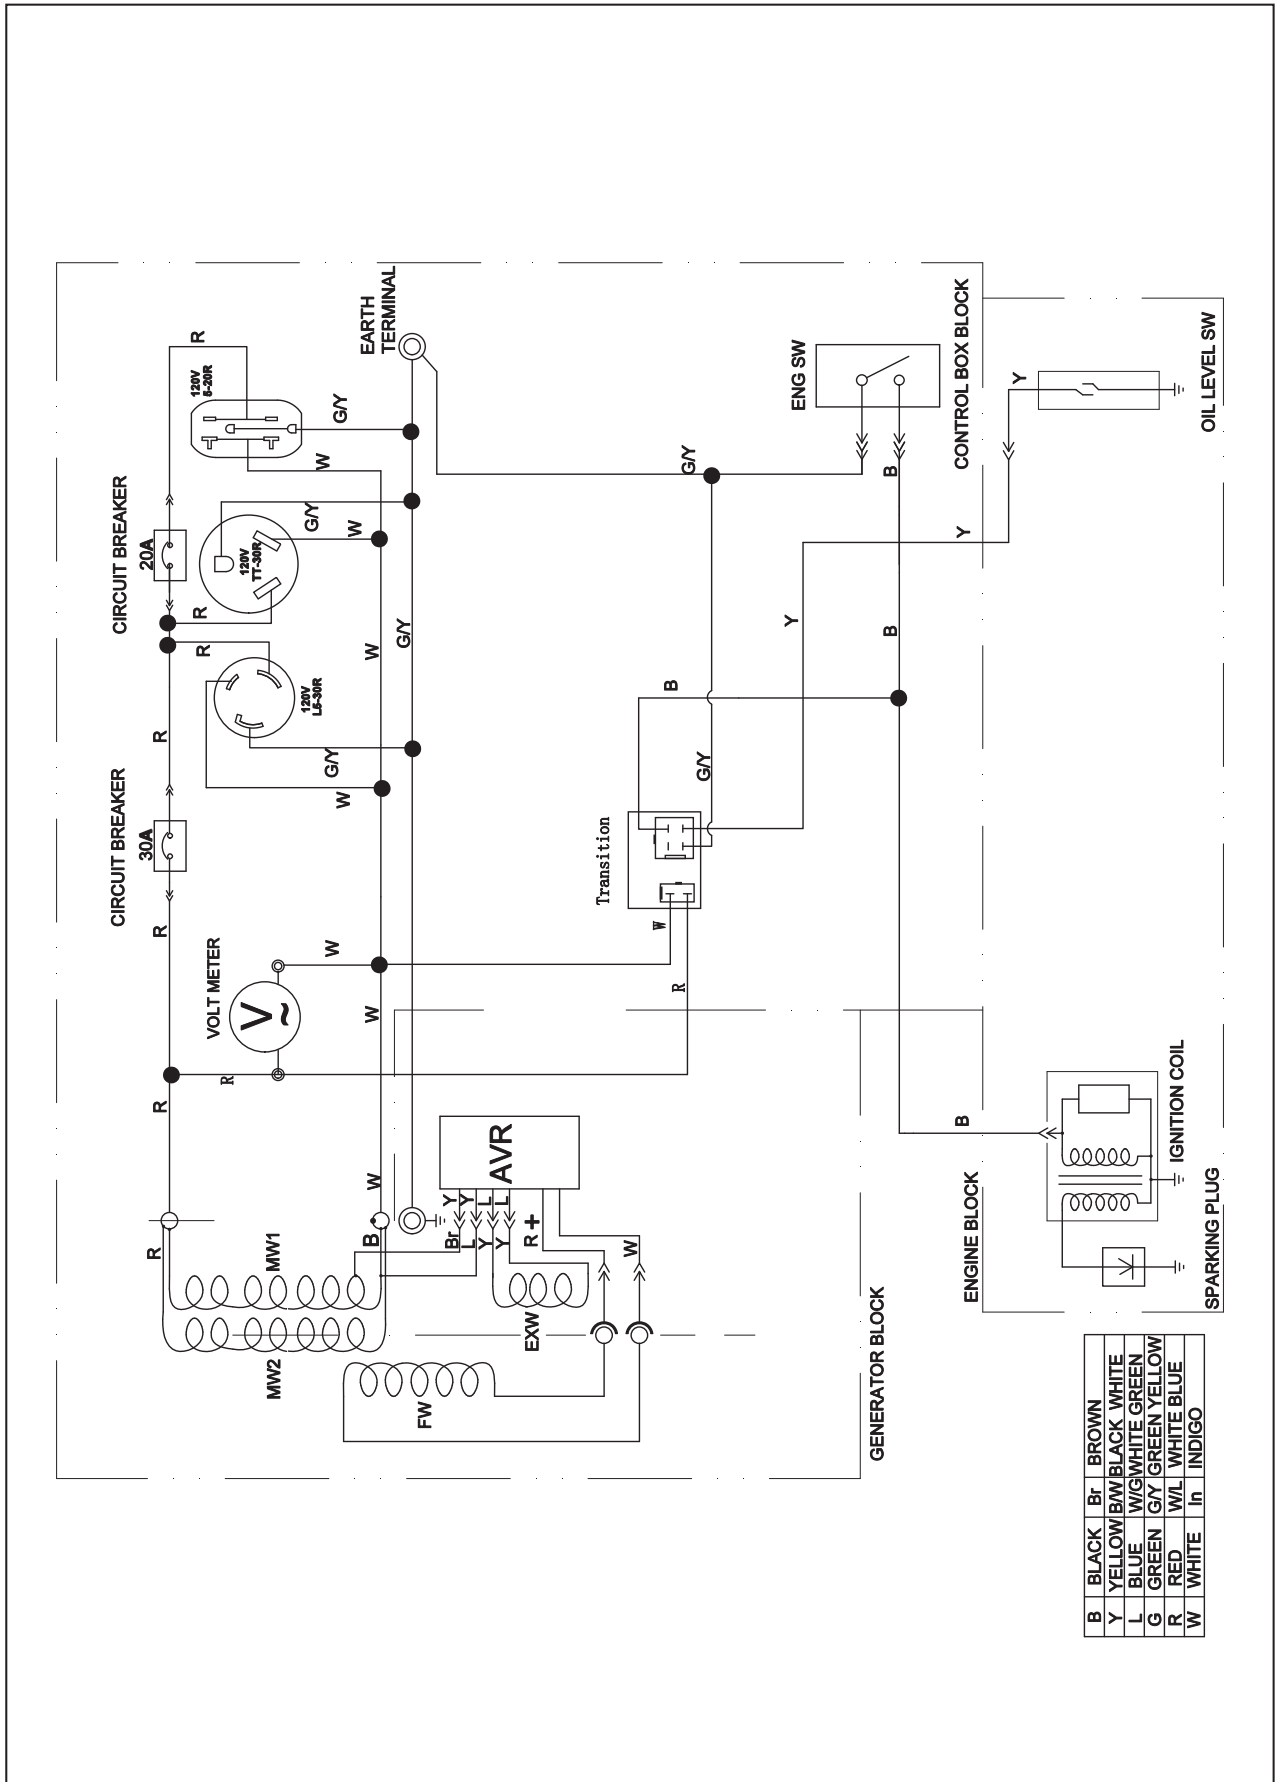 CIRCUIT BREAKER
30A
CIRCUIT BREAKER
20A
R
R
R
R
R
R
R
R
120V
5-20R
120V
TT-30R
120V
L5-30R
VOLT METER
V
~
W
W
W
W
W
W
W
G/Y
G/Y
G/Y
G/Y
EARTH
TERMINAL
R
MW1
MW2
B
AVR
Y
Y
L
L
Br
L
Y
Y
R +
W
EXW
FW
GENERATOR BLOCK
Transition
W
R
B
G/Y
G/Y
Y
B
B
Y
ENG SW
CONTROL BOX BLOCK
Y
OIL LEVEL SW
B
ENGINE BLOCK
IGNITION COIL
SPARKING PLUG
B BLACK Br BROWN
Y YELLOW B/W BLACK WHITE
L BLUE W/G WHITE GREEN
G GREEN G/Y GREEN YELLOW
R RED W/L WHITE BLUE
W WHITE In INDIGO